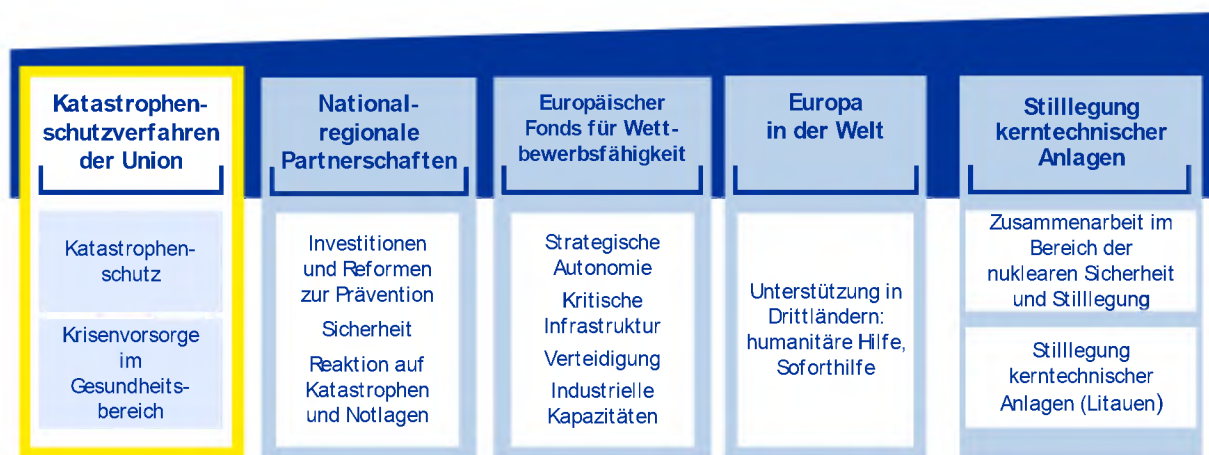 Katastrophen-
schutzverfahren
der Union
Katastrophen-
schutz
Krisenvorsorge
im
Gesundheits-
bereich
National-
regionale
Partnerschaften
Investitionen
und Reformen
zur Prävention
Sicherheit
Reaktion auf
Katastrophen
und Notlagen
Europäischer
Fonds für Wett-
bewerbsfähigkeit
Strategische
Autonomie
Kritische
Infrastruktur
Verteidigung
Industrielle
Kapazitäten
Europa
in der Welt
Unterstützung in
Drittländern:
humanitäre Hilfe,
Soforthilfe
Stilllegung
kerntechnischer
Anlagen
Zusammenarbeit im
Bereich der
nuklearen Sicherheit
und Stilllegung
Stilllegung
kerntechnischer
Anlagen (Litauen)